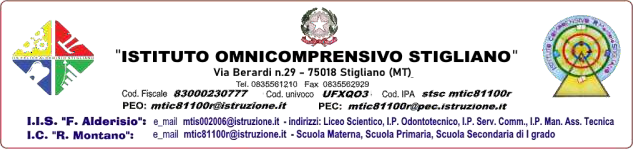 "ISTITUTO OMNICOMPRENSIVO STIGLIANO"
Via Berardi n.29 – 75018 Stigliano (MT)
Tel. 0835561210 Fax 0835562929
Cod. Fiscale 83000230777 Cod. univoco UFXQO3 Cod. IPA stsc mtic81100r
PEO: mtic81100r@istruzione.it PEC: mtic81100r@pec.istruzione.it
I.I.S. "F. Alderisio": e_mail mtis002006@istruzione.it - indirizzi: Liceo Scientico, I.P. Odontotecnico, I.P. Serv. Comm., I.P. Man. Ass. Tecnica
I.C. "R. Montano": e_mail mtic81100r@istruzione.it - Scuola Materna, Scuola Primaria, Scuola Secondaria di I grado